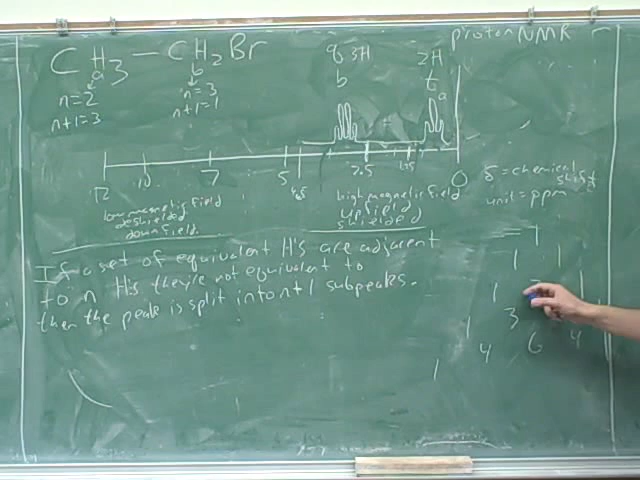 proton NMR
CH3 — CH2Br
a b
n=2
n+1=3
n=3
n+1=1
q 3H
b
2H
t
a
12 10 7 5 4.5 2.5 1.25 0
δ = chemical shift
unit = ppm
low magnetic field
deshielded
downfield
high magnetic field
upfield
shielded
If a set of equivalent H's are adjacent
to n H's they're not equivalent to
then the peak is split into n+1 subpeaks.
1
1 1
1 1
1 3
4 6 4
1